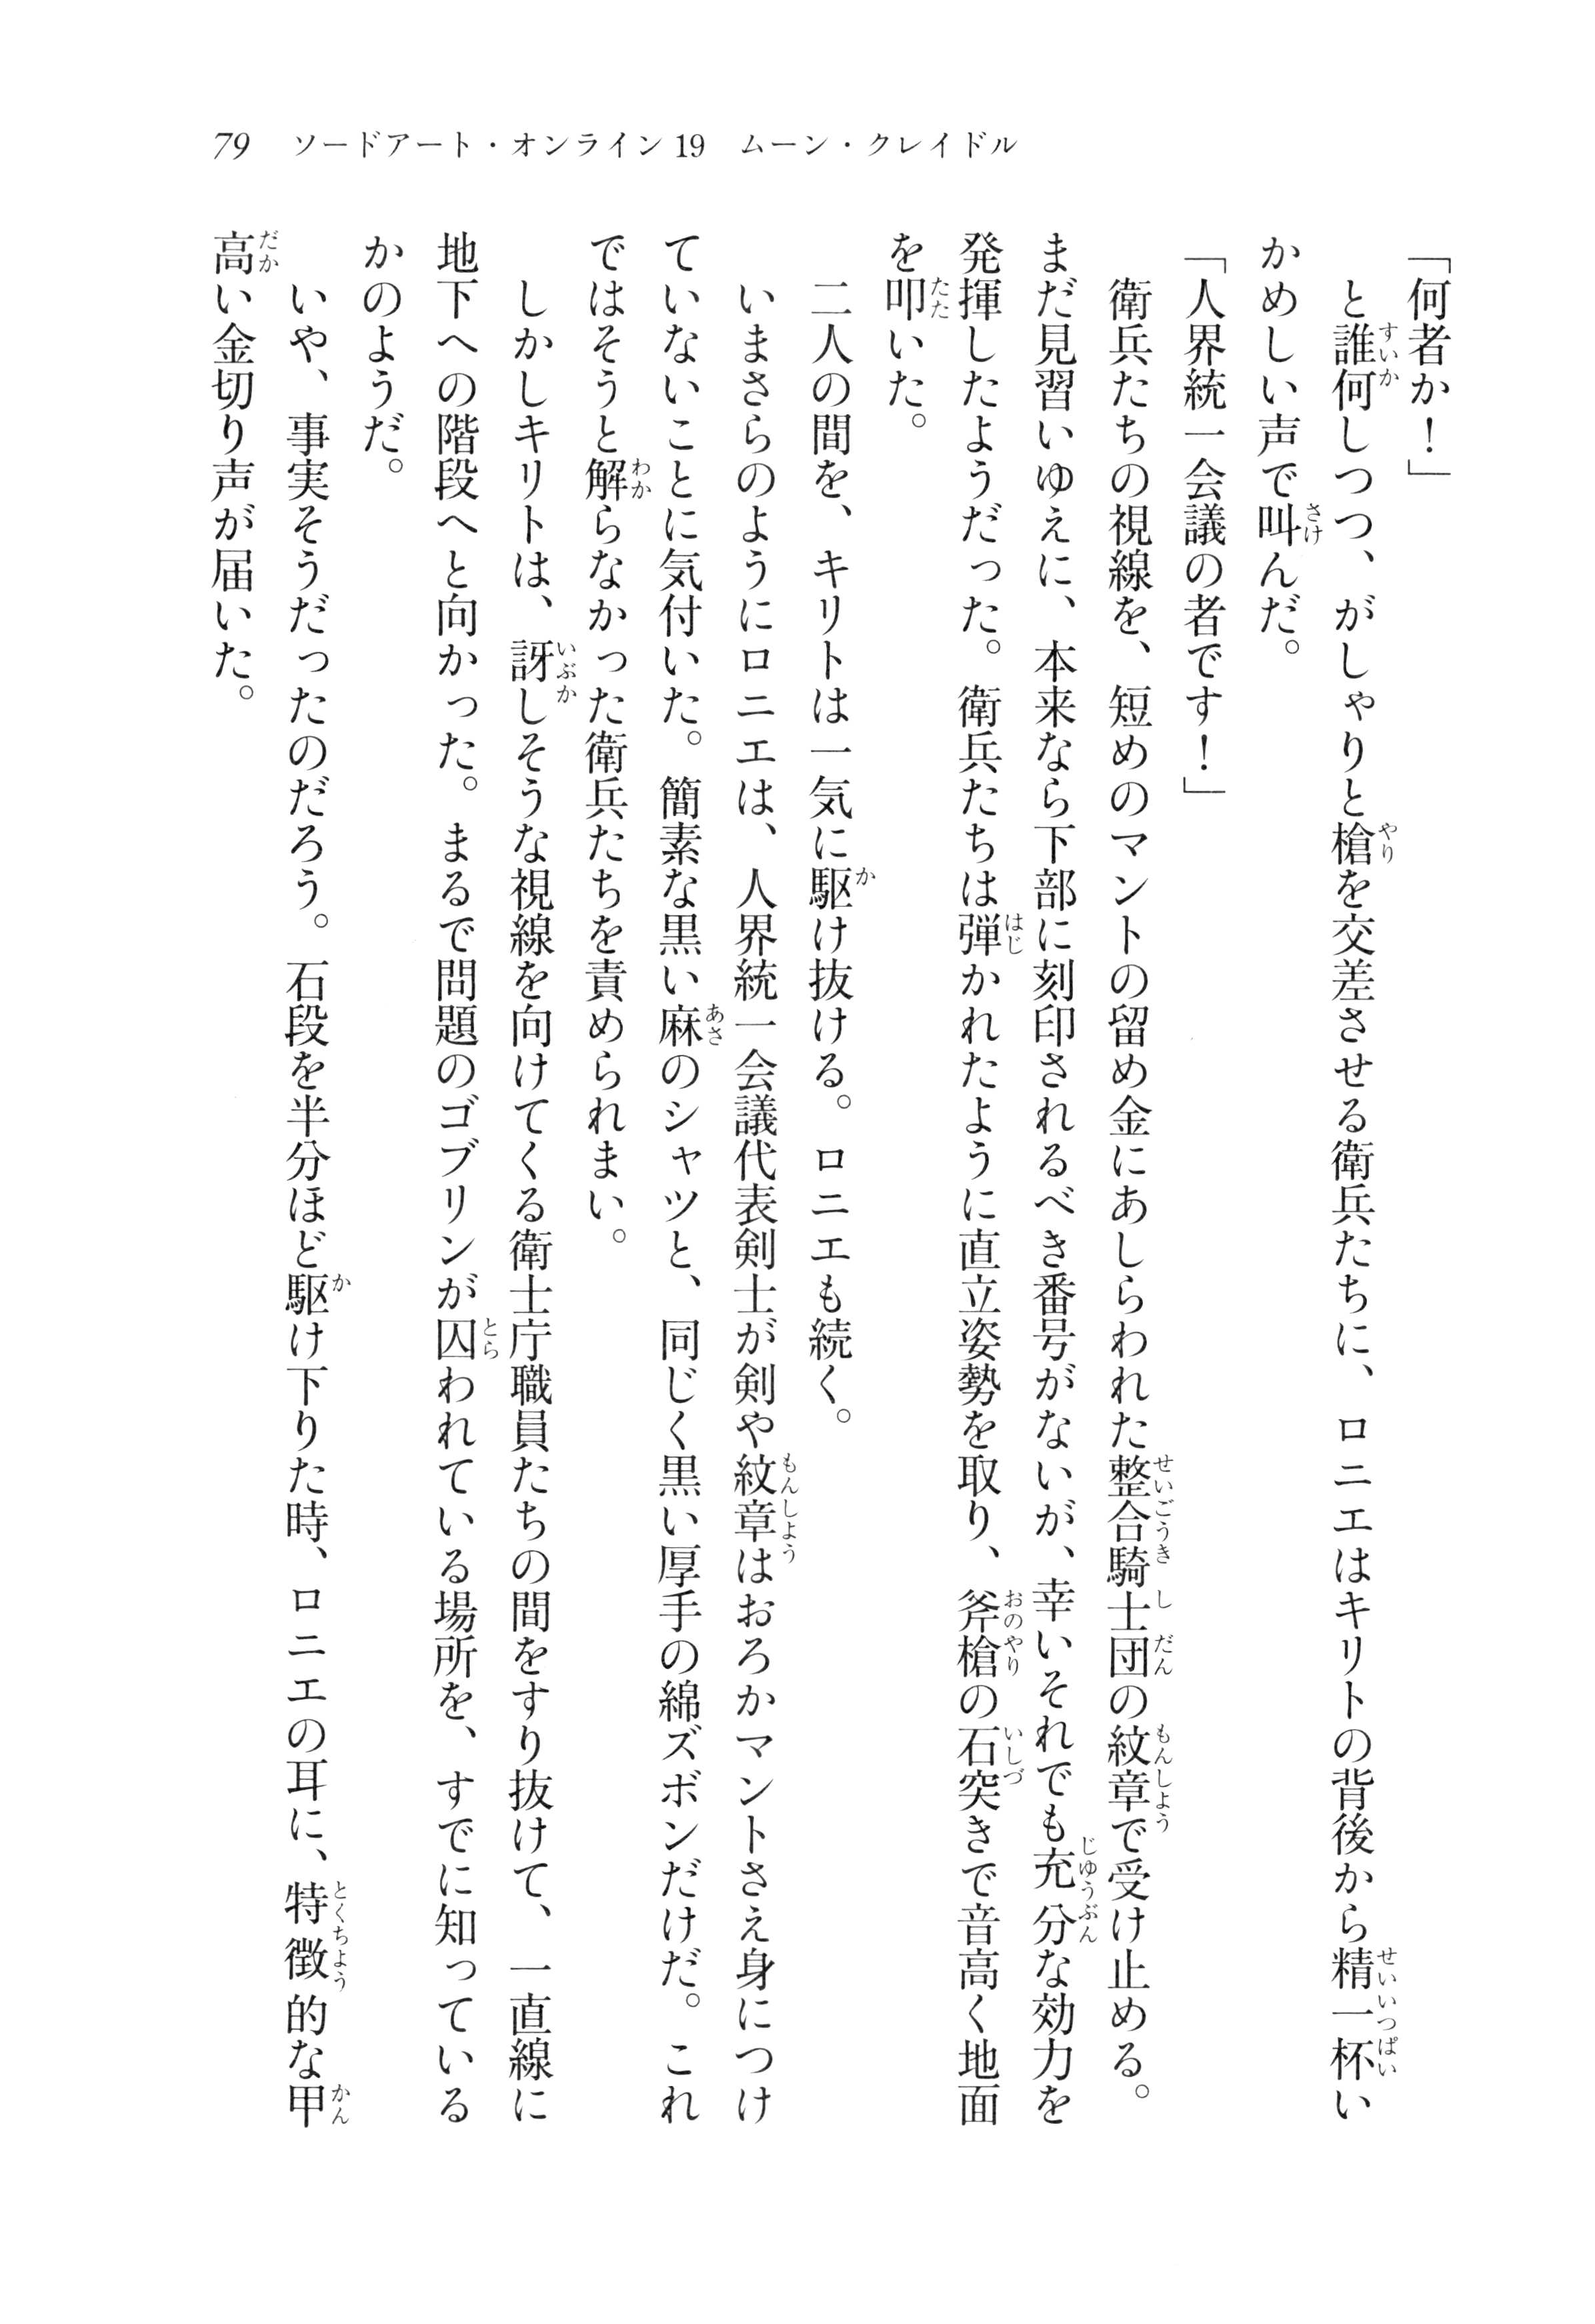 79 ソードアート・オンライン19 ムーン・クレイドル
「何者か！」
と誰何しつつ、がしゃりと槍を交差させる衛兵たちに、ロニエはキリトの背後から精一杯い
かめしい声で叫んだ。
「人界統一会議の者です！」
衛兵たちの視線を、短めのマントの留め金にあしらわれた整合騎士団の紋章で受け止める。
まだ見習いゆえに、本来なら下部に刻印されるべき番号がないが、幸いそれでも充分な効力を
発揮したようだった。衛兵たちは弾かれたように直立姿勢を取り、斧槍の石突きで音高く地面
を叩いた。
二人の間を、キリトは一気に駆け抜ける。ロニエも続く。
いまさらのようにロニエは、人界統一会議代表剣士が剣や紋章はおろかマントさえ身につけ
ていないことに気付いた。簡素な黒い麻のシャツと、同じく黒い厚手の綿ズボンだけだ。これ
ではそうと解らなかった衛兵たちを責められまい。
しかしキリトは、訝しそうな視線を向けてくる衛士庁職員たちの間をすり抜けて、一直線に
地下への階段へと向かった。まるで問題のゴブリンが囚われている場所を、すでに知っている
かのようだ。
いや、事実そうだったのだろう。石段を半分ほど駆け下りた時、ロニエの耳に、特徴的な甲
高い金切り声が届いた。